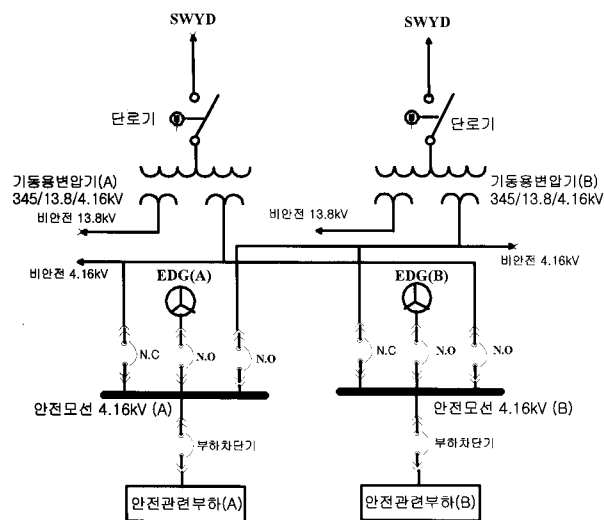 SWYD
SWYD
단로기
단로기
기동용변압기(A)
345/13.8/4.16kV
기동용변압기(B)
345/13.8/4.16kV
비안전 13.8kV
비안전 13.8kV
비안전 4.16kV
비안전 4.16kV
EDG(A)
EDG(B)
N.C
N.O
N.O
N.C
N.O
N.O
안전모선 4.16kV (A)
안전모선 4.16kV (B)
부하차단기
부하차단기
안전관련부하(A)
안전관련부하(B)